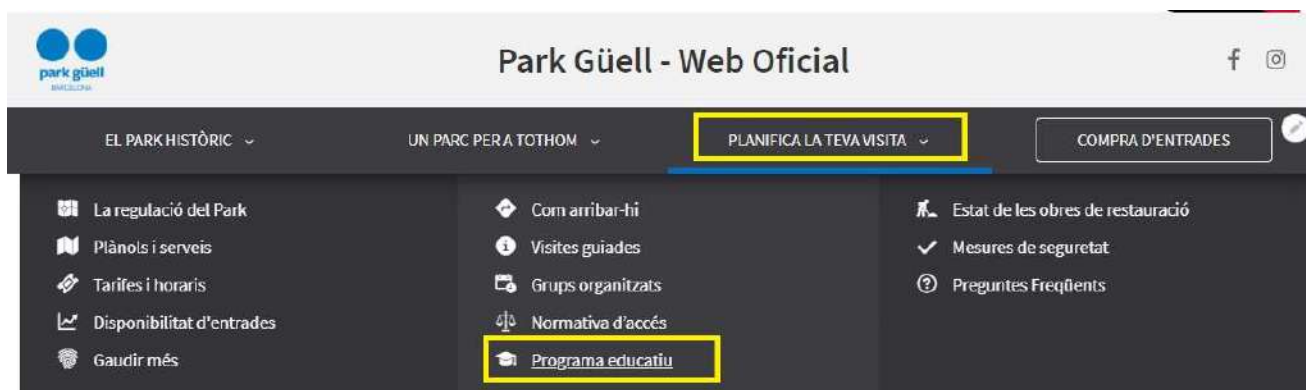 park güell
BARCELONA
Park Güell - Web Oficial
EL PARK HISTÒRIC
UN PARC PER A TOTHOM
PLANIFICA LA TEVA VISITA
COMPRA D'ENTRADES
La regulació del Park
Plànols i serveis
Tarifes i horaris
Disponibilitat d'entrades
Gaudir més
Com arribar-hi
Visites guiades
Grups organitzats
Normativa d'accés
Programa educatiu
Estat de les obres de restauració
Mesures de seguretat
Preguntes Freqüents